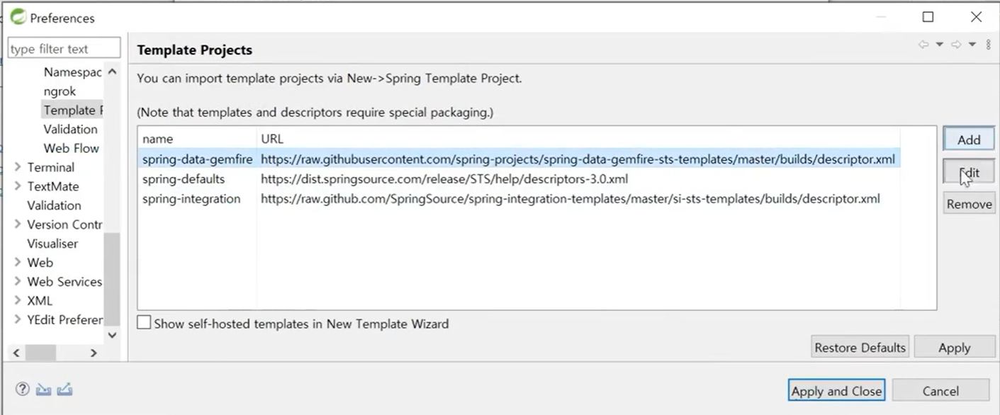 Preferences
type filter text
Namespac
ngrok
Template P
Validation
Web Flow
Terminal
TextMate
Validation
Version Contr
Visualiser
Web
Web Services
XML
YEdit Preferer
Template Projects
You can import template projects via New->Spring Template Project.
(Note that templates and descriptors require special packaging.)
name URL
spring-data-gemfire https://raw.githubusercontent.com/spring-projects/spring-data-gemfire-sts-templates/master/builds/descriptor.xml
spring-defaults https://dist.springsource.com/release/STS/help/descriptors-3.0.xml
spring-integration https://raw.github.com/SpringSource/spring-integration-templates/master/si-sts-templates/builds/descriptor.xml
Add
Edit
Remove
Show self-hosted templates in New Template Wizard
Restore Defaults Apply
Apply and Close Cancel